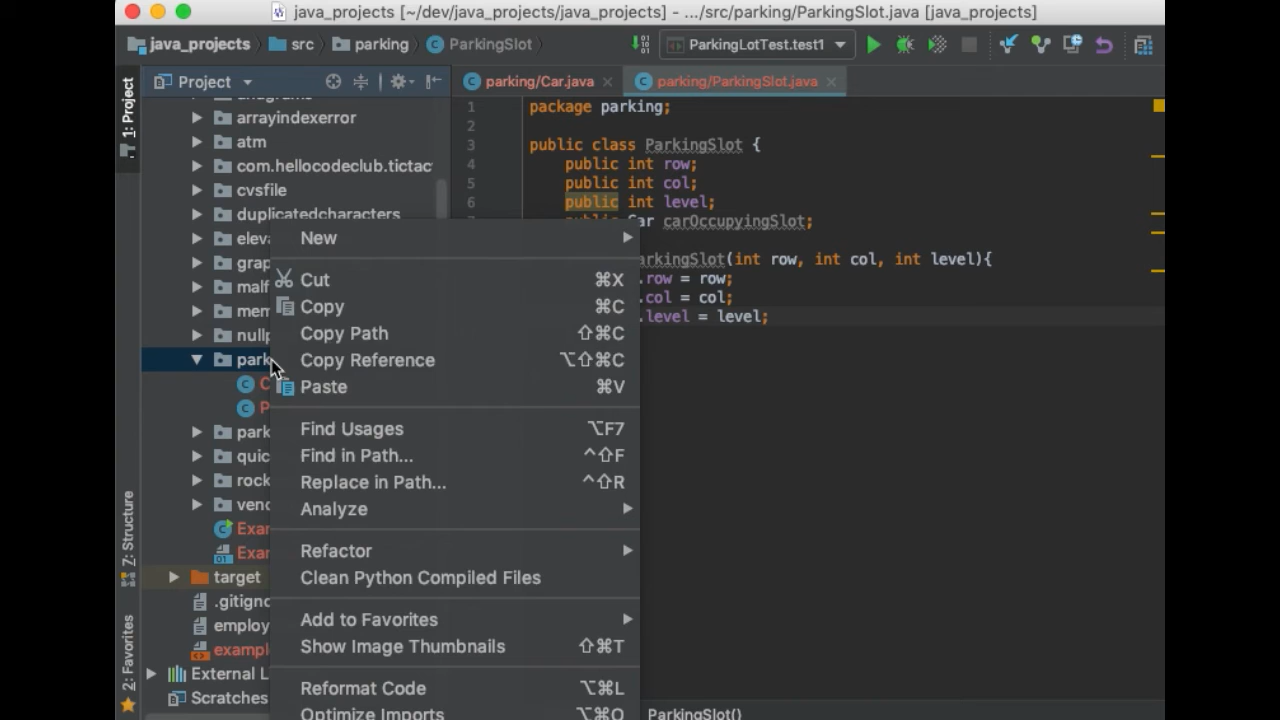 java_projects [~/dev/java_projects/java_projects] - .../src/parking/ParkingSlot.java [java_projects]
java_projects src parking ParkingSlot ParkingLotTest.test1
1: Project
Project
arrayindexerror
atm
com.hellocodeclub.tictac
cvsfile
duplicatedcharacters
elev
grap
malf
mem
nullp
park
C
P
park
quic
rock
venc
Exar
Exar
target
.gitignc
employ
example
External L
Scratches
Z: Structure
2: Favorites
parking/Car.java parking/ParkingSlot.java
1 package parking;
2
3 public class ParkingSlot {
4 public int row;
5 public int col;
6 public int level;
Car carOccupyingSlot;
arkingSlot(int row, int col, int level){
.row = row;
.col = col;
.level = level;
New
Cut ⌘X
Copy ⌘C
Copy Path ⇧⌘C
Copy Reference ⌥⇧⌘C
Paste ⌘V
Find Usages ⌥F7
Find in Path... ^⇧F
Replace in Path... ^⇧R
Analyze
Refactor
Clean Python Compiled Files
Add to Favorites
Show Image Thumbnails ⇧⌘T
Reformat Code ⌥⌘L
Optimize Imports ⌥⌘O
ParkingSlot()